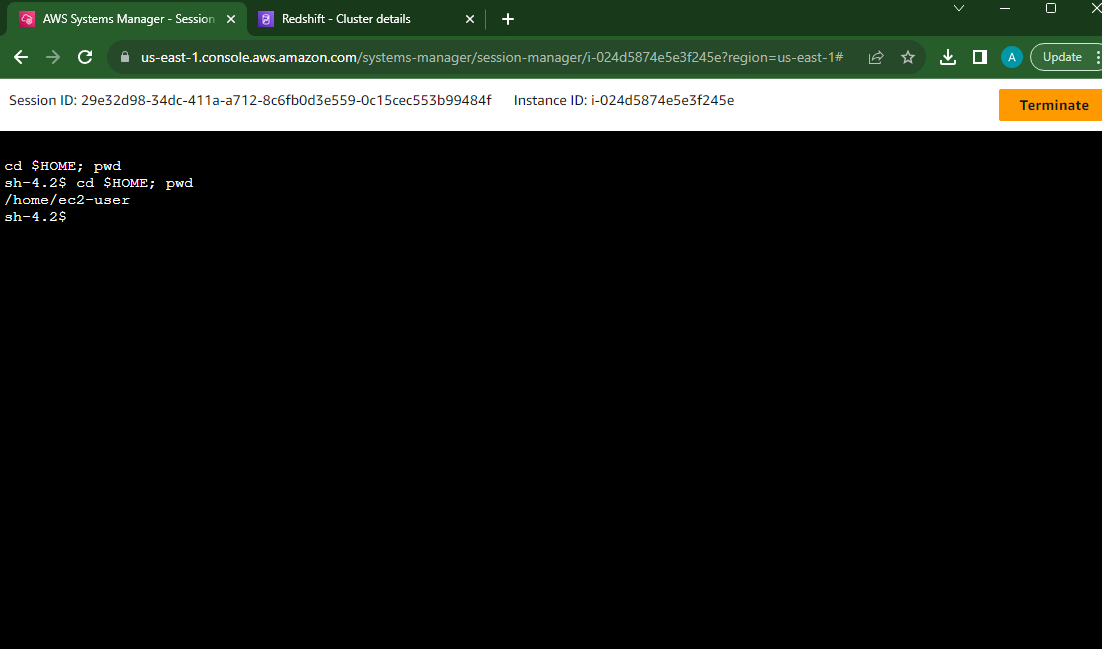 AWS Systems Manager - Session
Redshift - Cluster details
us-east-1.console.aws.amazon.com/systems-manager/session-manager/i-024d5874e5e3f245e?region=us-east-1#
A
Update
Session ID: 29e32d98-34dc-411a-a712-8c6fb0d3e559-0c15cec553b99484f Instance ID: i-024d5874e5e3f245e
Terminate
cd $HOME; pwd
sh-4.2$ cd $HOME; pwd
/home/ec2-user
sh-4.2$